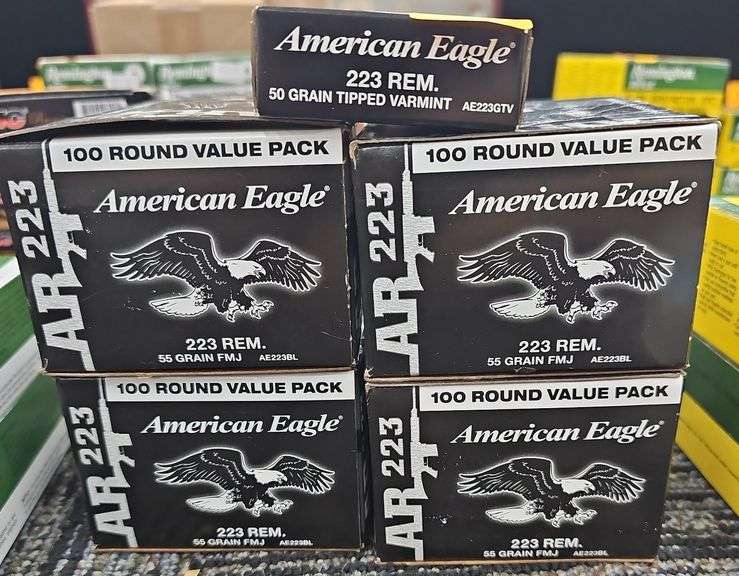 Remington
Remington
Remington
American Eagle®
223 REM.
50 GRAIN TIPPED VARMINT AE223GTV
100 ROUND VALUE PACK
AR 223
American Eagle®
223 REM.
55 GRAIN FMJ AE223BL
100 ROUND VALUE PACK
AR 223
American Eagle®
223 REM.
55 GRAIN FMJ AE223BL
100 ROUND VALUE PACK
AR 223
American Eagle®
223 REM.
55 GRAIN FMJ AE223BL
100 ROUND VALUE PACK
AR 223
American Eagle®
223 REM.
55 GRAIN FMJ AE223BL